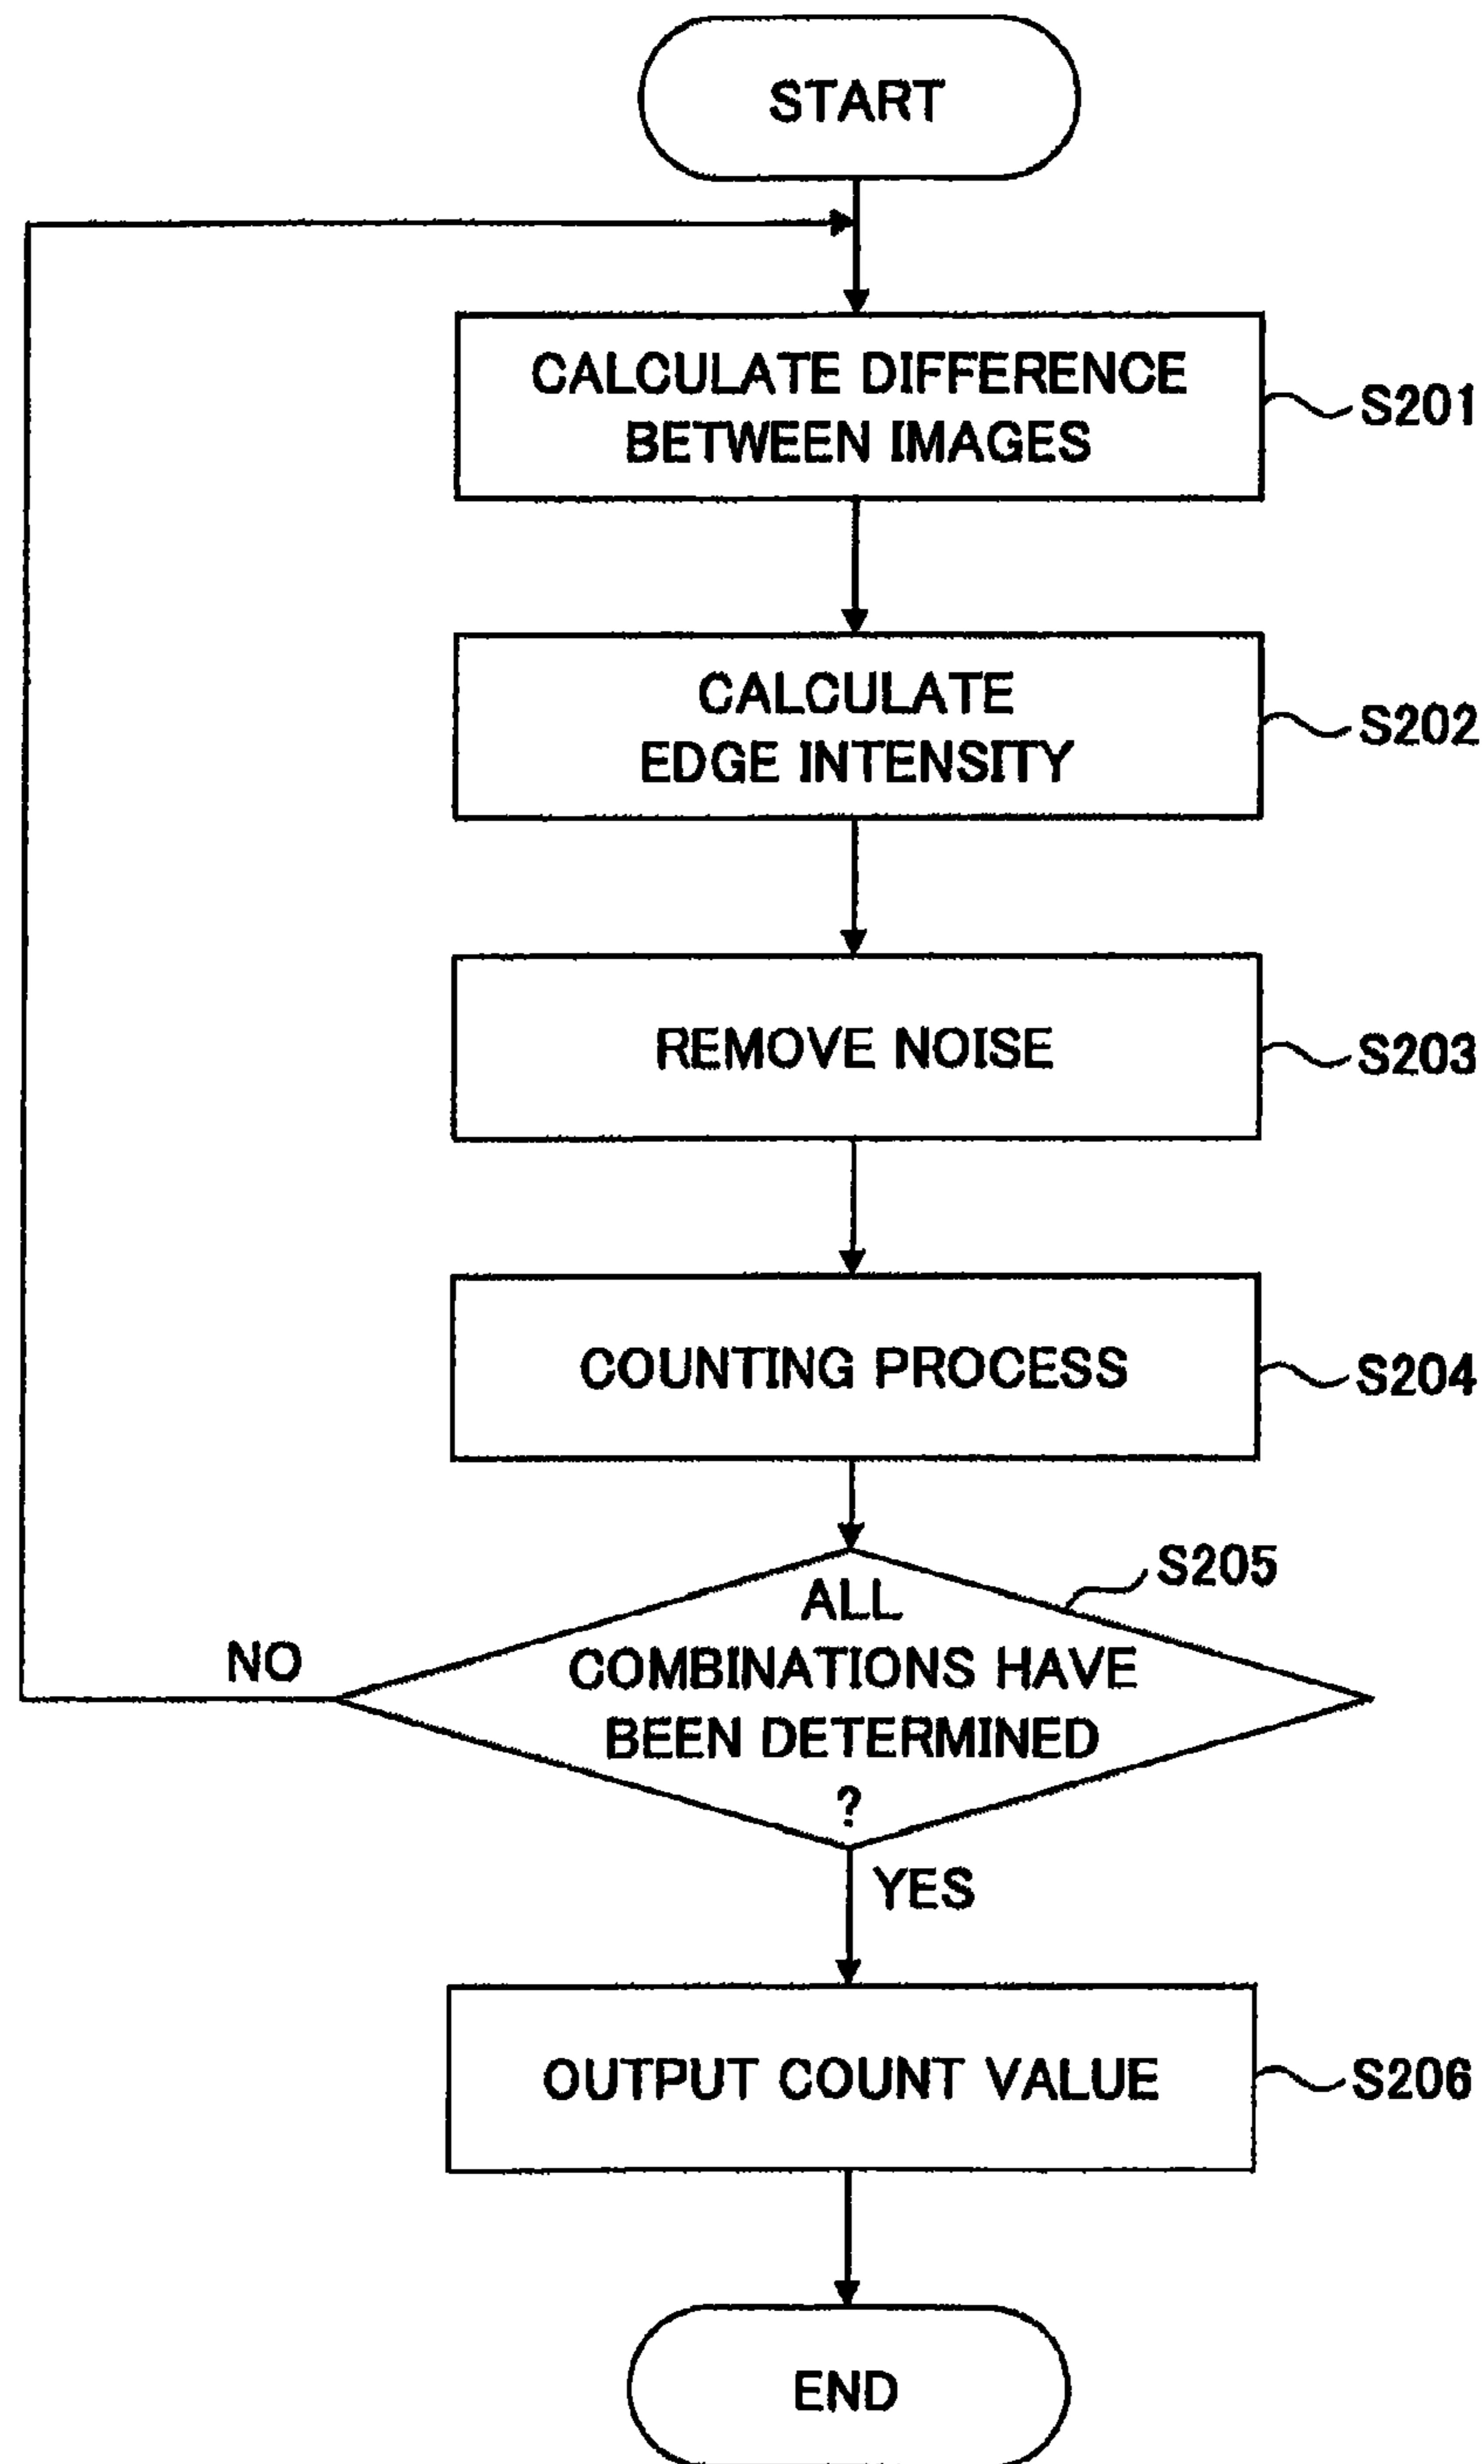 START
CALCULATE DIFFERENCE
BETWEEN IMAGES
S201
CALCULATE
EDGE INTENSITY
S202
REMOVE NOISE
S203
COUNTING PROCESS
S204
S205
ALL
COMBINATIONS HAVE
BEEN DETERMINED
?
NO
YES
OUTPUT COUNT VALUE
S206
END